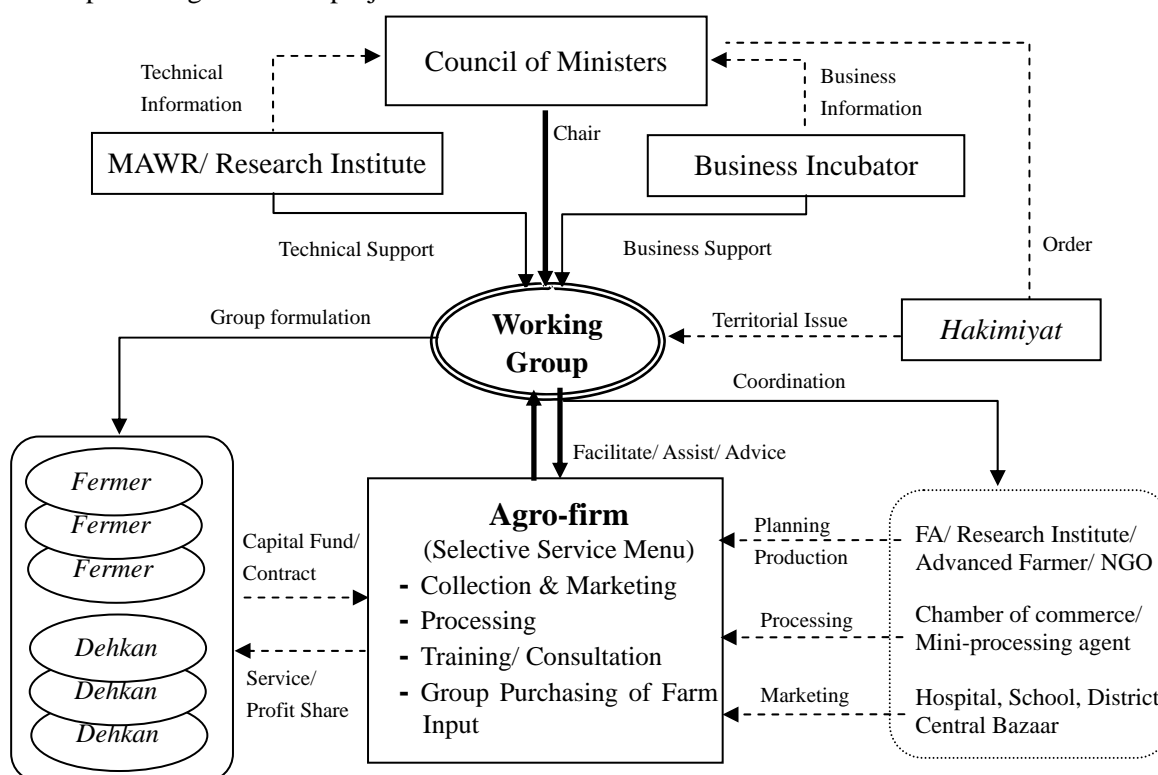 Council of Ministers
Technical
Information
Business
Information
Chair
MAWR/ Research Institute
Business Incubator
Technical Support
Business Support
Order
Group formulation
Working
Group
Territorial Issue
Hakimiyat
Coordination
Facilitate/ Assist/ Advice
Fermer
Fermer
Fermer
Dehkan
Dehkan
Dehkan
Capital Fund/
Contract
Service/
Profit Share
Agro-firm
(Selective Service Menu)
- Collection & Marketing
- Processing
- Training/ Consultation
- Group Purchasing of Farm
Input
Planning
Production
Processing
Marketing
FA/ Research Institute/
Advanced Farmer/ NGO
Chamber of commerce/
Mini-processing agent
Hospital, School, District
Central Bazaar